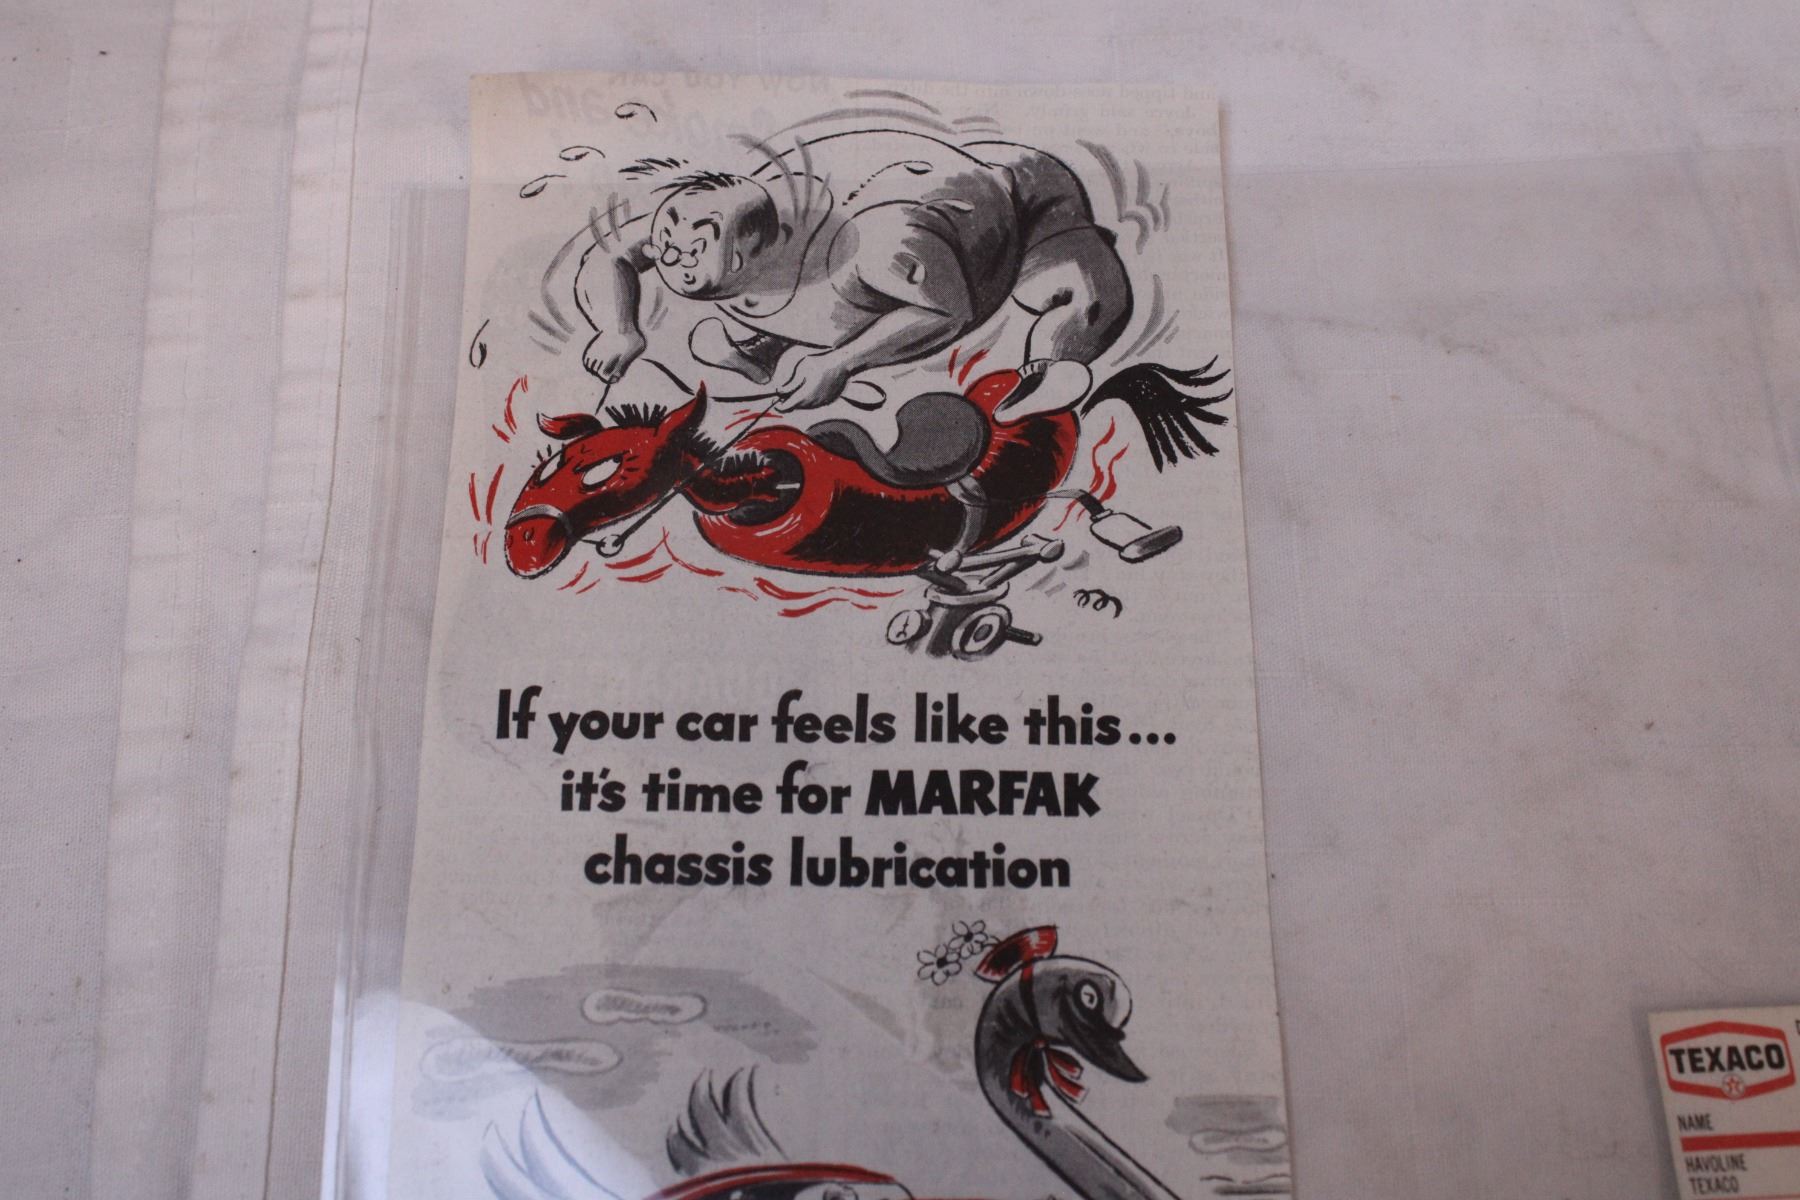 If your car feels like this...
it's time for MARFAK
chassis lubrication
TEXACO
NAME
HAVOLINE
TEXACO